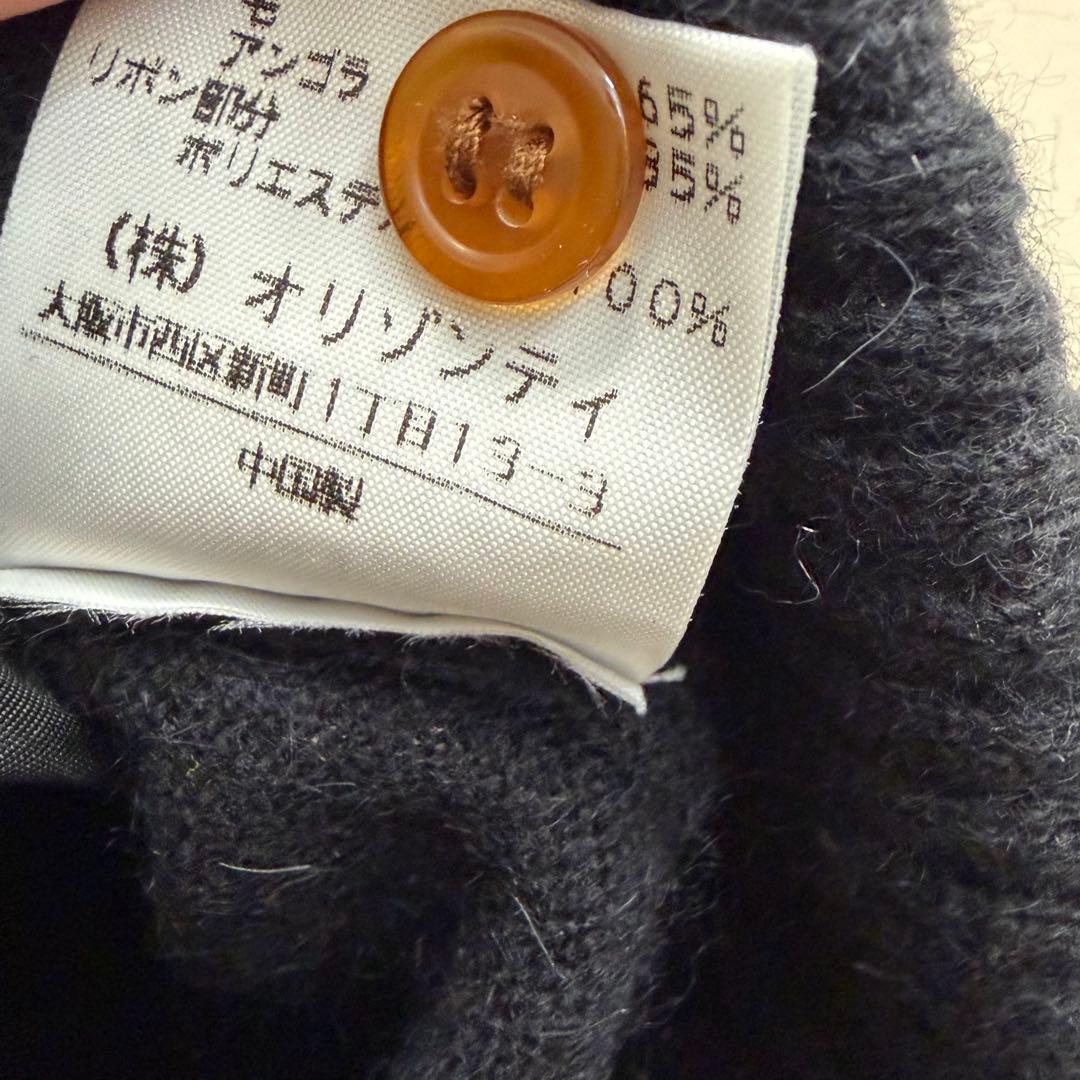 毛 65%
アンゴラ 35%
リボン部分
ポリエステ 100%
(株) オリゾンティ
大阪市西区新町1丁目13-3
中国製